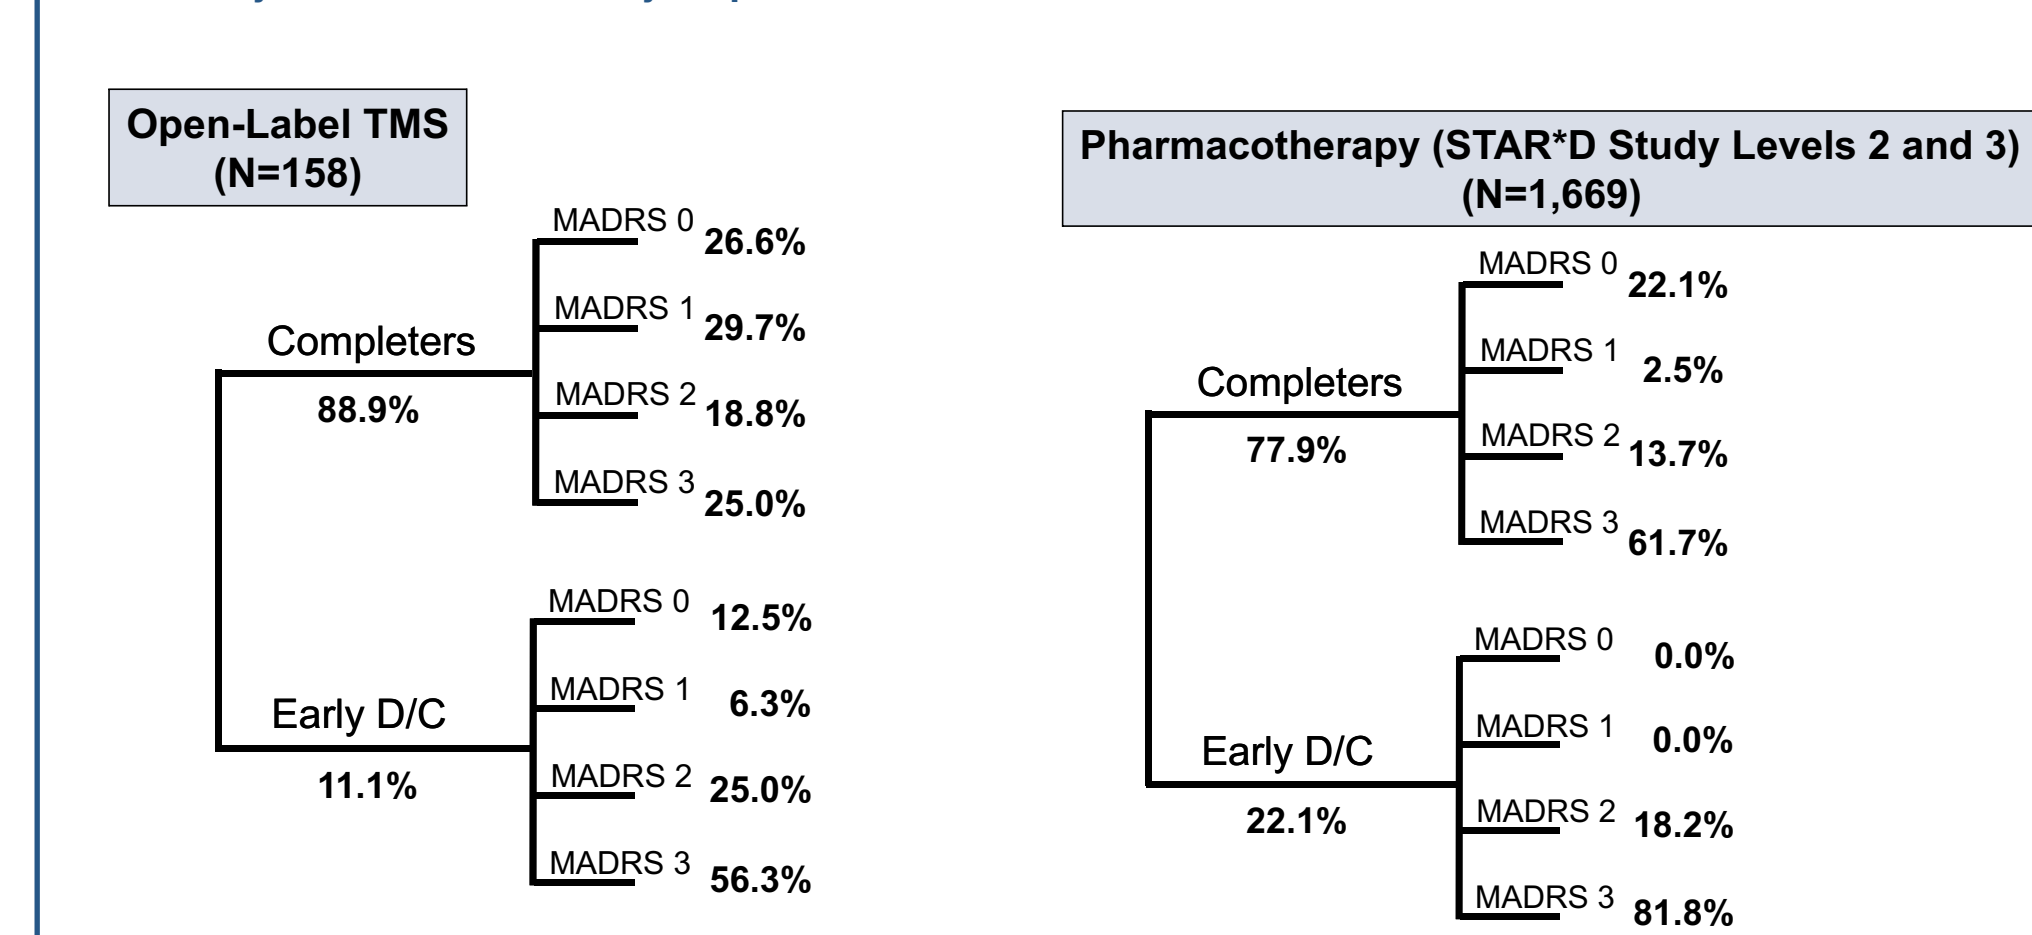 Open-Label TMS
(N=158)
MADRS 0 26.6%
MADRS 1 29.7%
Completers
88.9%
MADRS 2 18.8%
MADRS 3 25.0%
MADRS 0 12.5%
MADRS 1 6.3%
Early D/C
11.1%
MADRS 2 25.0%
MADRS 3 56.3%
Pharmacotherapy (STAR*D Study Levels 2 and 3)
(N=1,669)
MADRS 0 22.1%
MADRS 1 2.5%
Completers
77.9%
MADRS 2 13.7%
MADRS 3 61.7%
MADRS 0 0.0%
MADRS 1 0.0%
Early D/C
22.1%
MADRS 2 18.2%
MADRS 3 81.8%